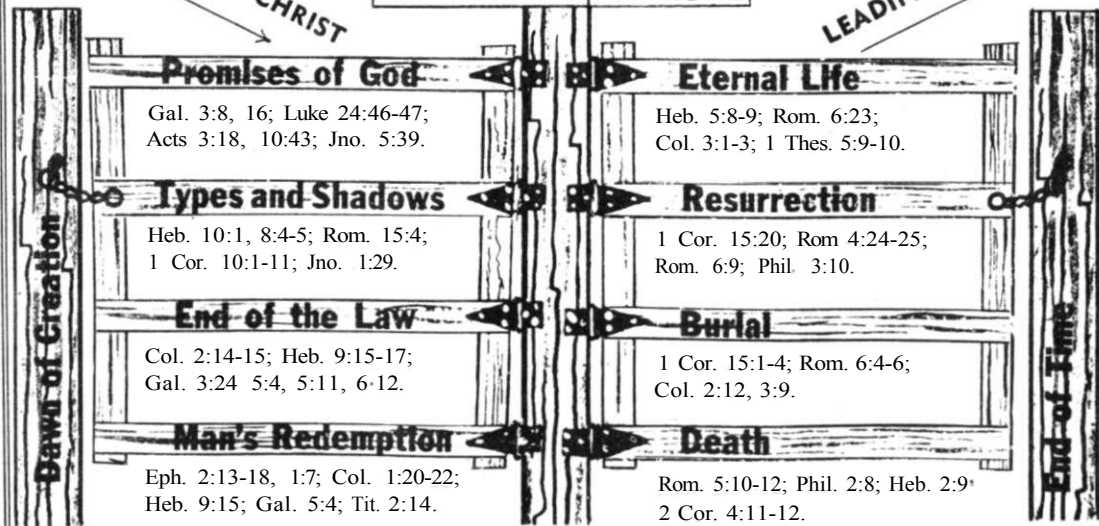 CHRIST
Promises of God
Gal. 3:8, 16; Luke 24:46-47;
Acts 3:18, 10:43; Jno. 5:39.
Types and Shadows
Heb. 10:1, 8:4-5; Rom. 15:4;
1 Cor. 10:1-11; Jno. 1:29.
End of the Law
Col. 2:14-15; Heb. 9:15-17;
Gal. 3:24 5:4, 5:11, 6·12.
Man's Redemption
Eph. 2:13-18, 1:7; Col. 1:20-22;
Heb. 9:15; Gal. 5:4; Tit. 2:14.
Dawn of Creation
Eternal Life
Heb. 5:8-9; Rom. 6:23;
Col. 3:1-3; 1 Thes. 5:9-10.
Resurrection
1 Cor. 15:20; Rom 4:24-25;
Rom. 6:9; Phil. 3:10.
Burial
1 Cor. 15:1-4; Rom. 6:4-6;
Col. 2:12, 3:9.
Death
Rom. 5:10-12; Phil. 2:8; Heb. 2:9
2 Cor. 4:11-12.
End of Time